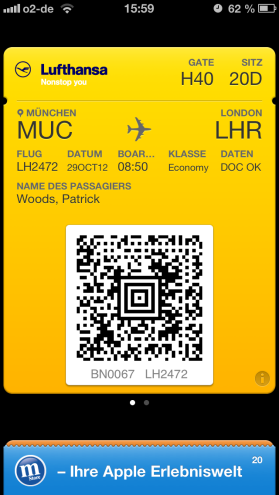 o2-de 15:59 62 %
Lufthansa
Nonstop you
GATE SITZ
H40 20D
MÜNCHEN LONDON
MUC LHR
FLUG DATUM BOAR... KLASSE DATEN
LH2472 29OCT12 08:50 Economy DOC OK
NAME DES PASSAGIERS
Woods, Patrick
BN0067 LH2472
i
m
Store
– Ihre Apple Erlebniswelt
20